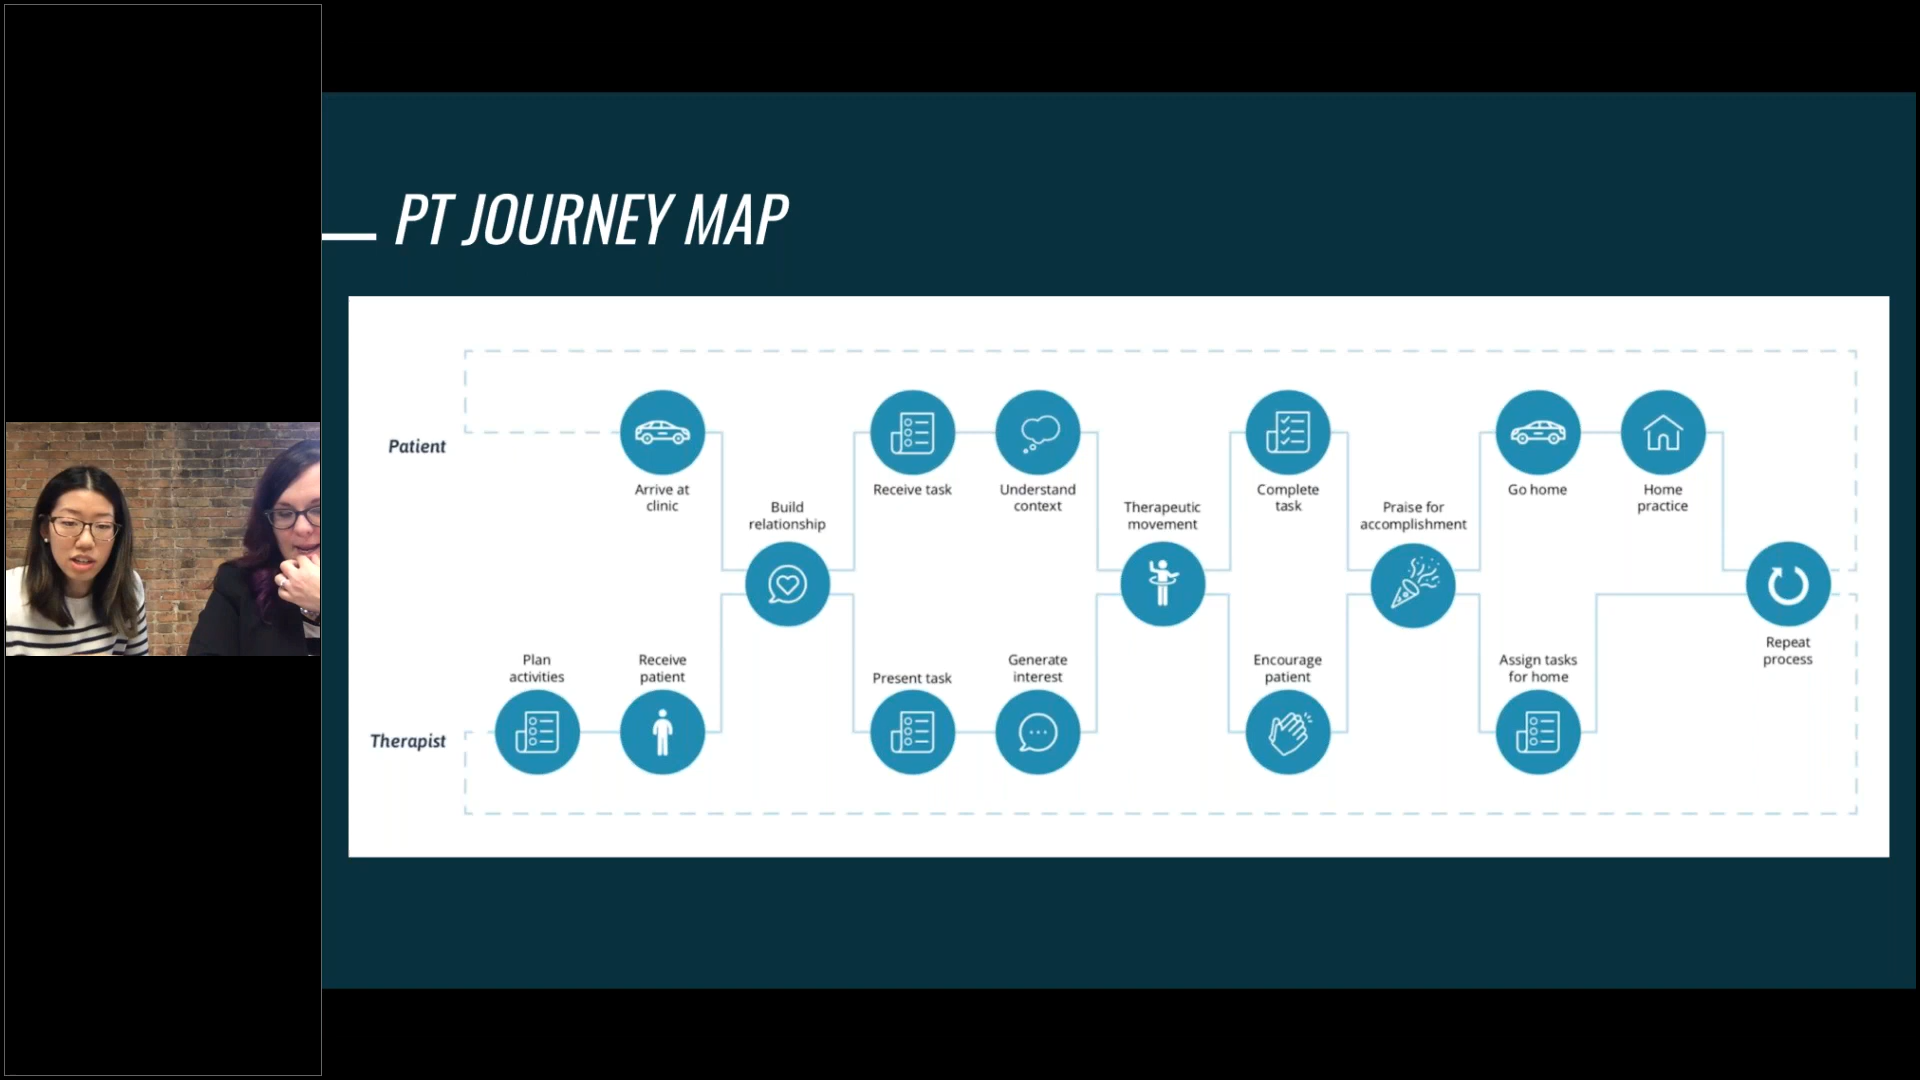 PT JOURNEY MAP
Patient
Arrive at
clinic
Build
relationship
Receive task
Understand
context
Therapeutic
movement
Complete
task
Praise for
accomplishment
Go home
Home
practice
Repeat
process
Therapist
Plan
activities
Receive
patient
Present task
Generate
interest
Encourage
patient
Assign tasks
for home